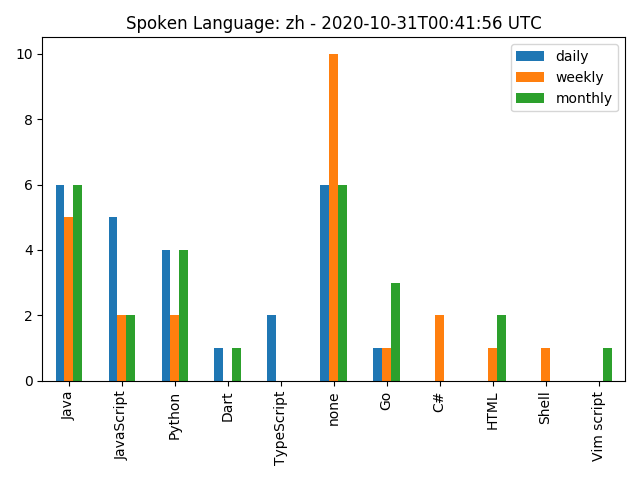 Spoken Language: zh - 2020-10-31T00:41:56 UTC
daily
weekly
monthly
10
8
6
4
2
0
Java
JavaScript
Python
Dart
TypeScript
none
Go
C#
HTML
Shell
Vim script